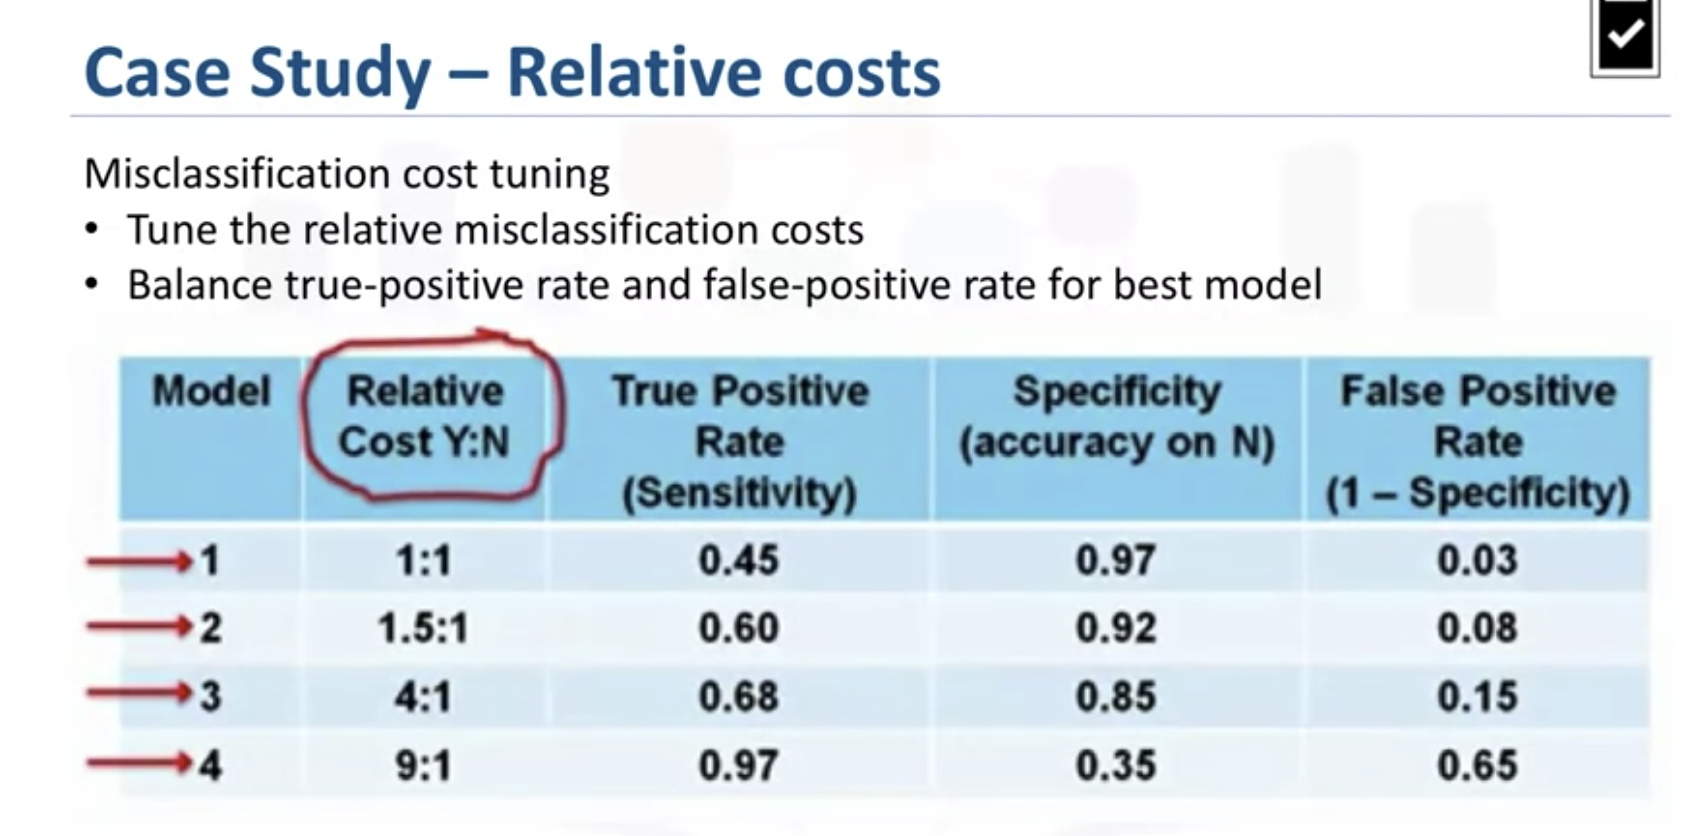 Case Study – Relative costs
Misclassification cost tuning
• Tune the relative misclassification costs
• Balance true-positive rate and false-positive rate for best model
Model Relative Cost Y:N True Positive Rate (Sensitivity) Specificity (accuracy on N) False Positive Rate (1 – Specificity)
1 1:1 0.45 0.97 0.03
2 1.5:1 0.60 0.92 0.08
3 4:1 0.68 0.85 0.15
4 9:1 0.97 0.35 0.65